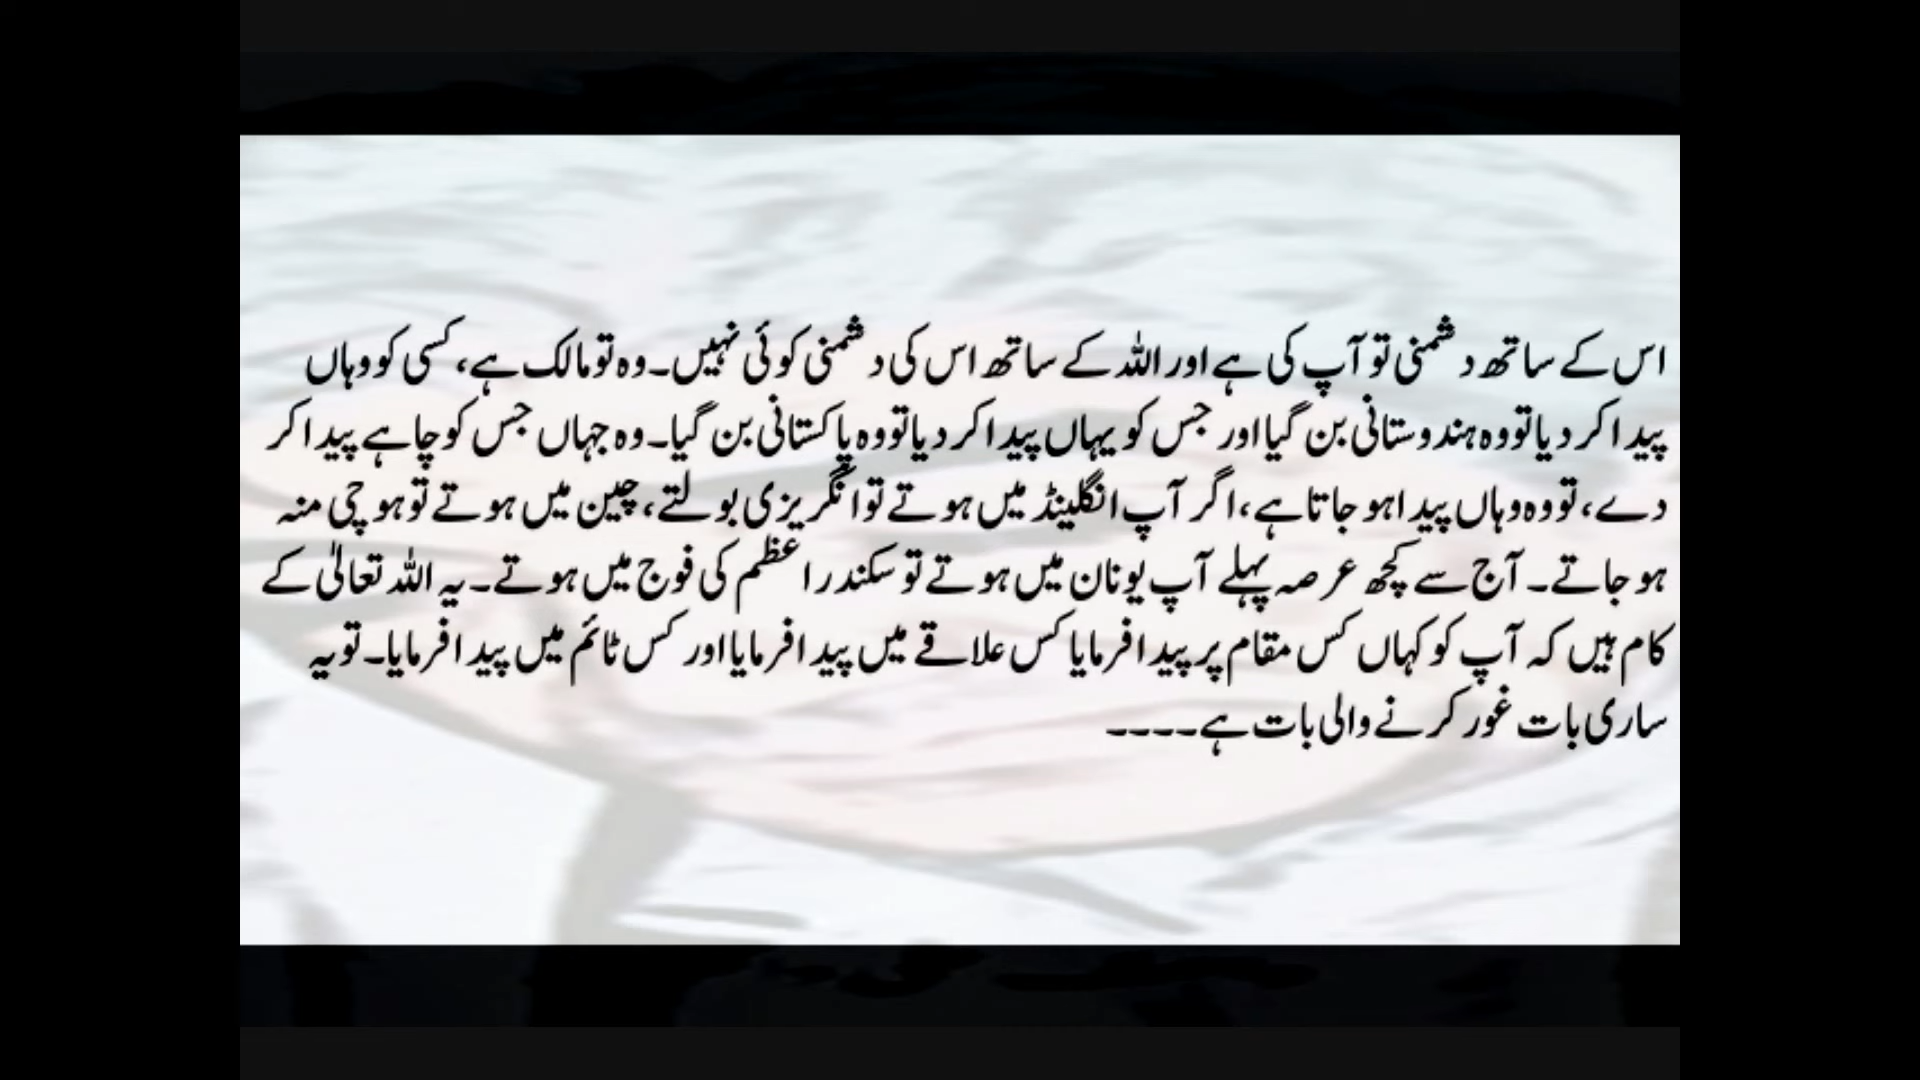 اس کے ساتھ دشمنی تو آپ کی ہے اور اللہ کے ساتھ اس کی دشمنی کوئی نہیں۔ وہ تو مالک ہے، کسی کو وہاں
پیدا کر دیا تو وہ ہندوستانی بن گیا اور جس کو یہاں پیدا کر دیا تو وہ پاکستانی بن گیا۔ وہ جہاں جس کو چاہے پیدا کر
دے، تو وہ وہاں پیدا ہو جاتا ہے، اگر آپ انگلینڈ میں ہوتے تو انگریزی بولتے، چین میں ہوتے تو ہو چی منہ
ہو جاتے۔ آج سے کچھ عرصہ پہلے آپ یونان میں ہوتے تو سکندر اعظم کی فوج میں ہوتے۔ یہ اللہ تعالیٰ کے
کام ہیں کہ آپ کو کہاں کس مقام پر پیدا فرمایا کس علاقے میں پیدا فرمایا اور کس ٹائم میں پیدا فرمایا۔ تو یہ
ساری بات غور کرنے والی بات ہے۔۔۔۔